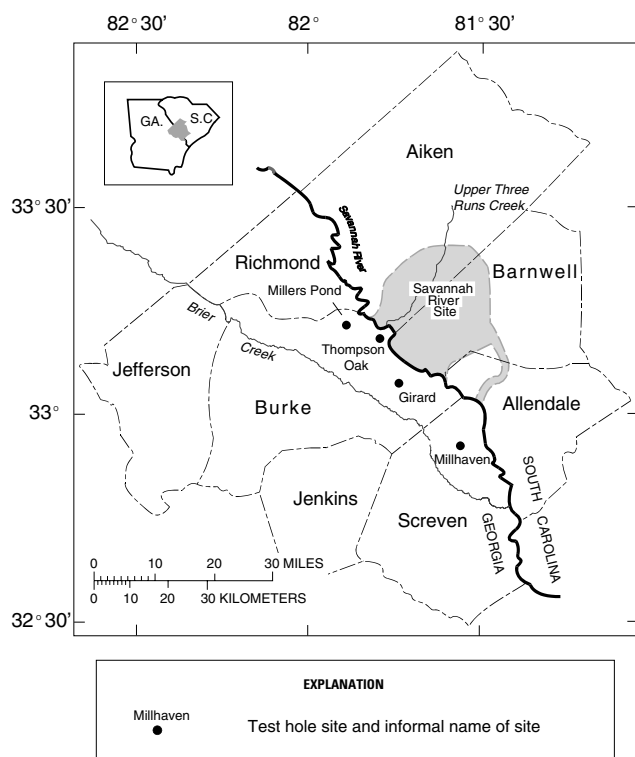 82° 30’
82°
81° 30’
GA.
S.C.
Aiken
Upper Three
Runs Creek
33° 30’
Savannah River
Richmond
Barnwell
Savannah
River
Site
Millers Pond
Brier
Creek
Thompson
Oak
Jefferson
Girard
33°
Burke
Allendale
Millhaven
Jenkins
Screven
SOUTH
CAROLINA
GEORGIA
0 10 20 30 MILES
0 10 20 30 KILOMETERS
32° 30’
EXPLANATION
Millhaven
Test hole site and informal name of site